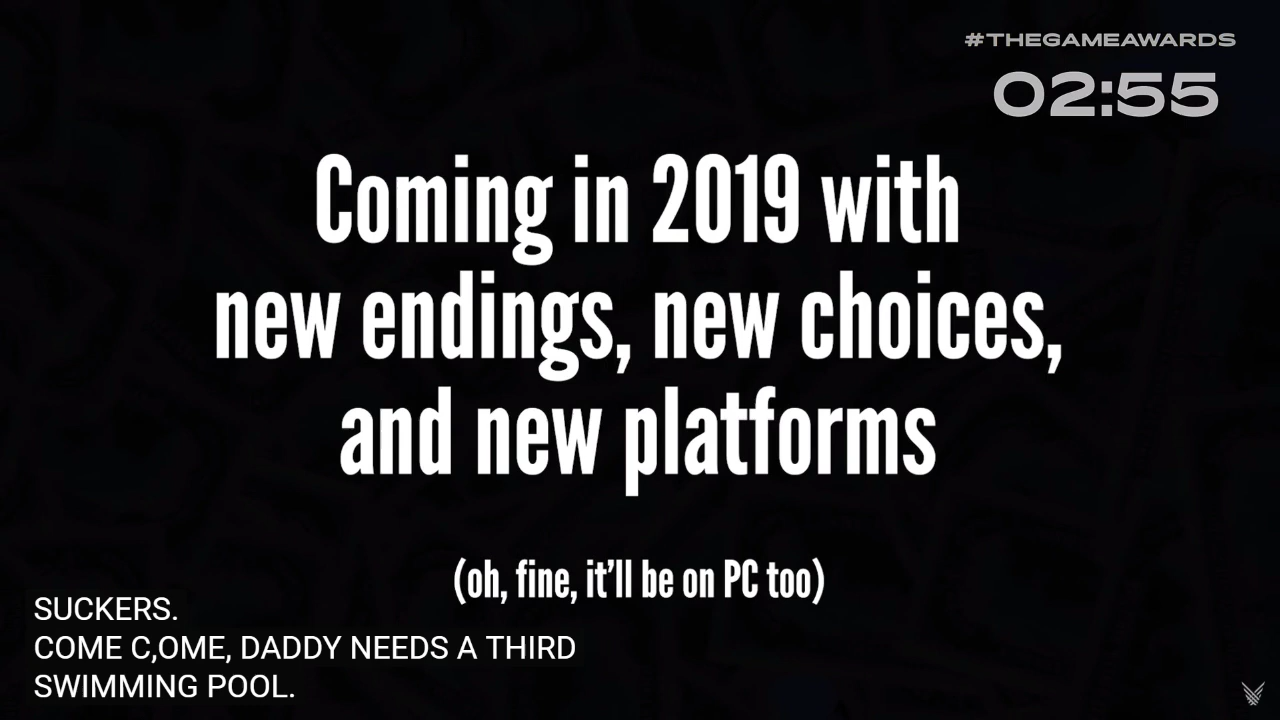 #THEGAMEAWARDS
02:55
Coming in 2019 with
new endings, new choices,
and new platforms
(oh, fine, it'll be on PC too)
SUCKERS.
COME C,OME, DADDY NEEDS A THIRD
SWIMMING POOL.